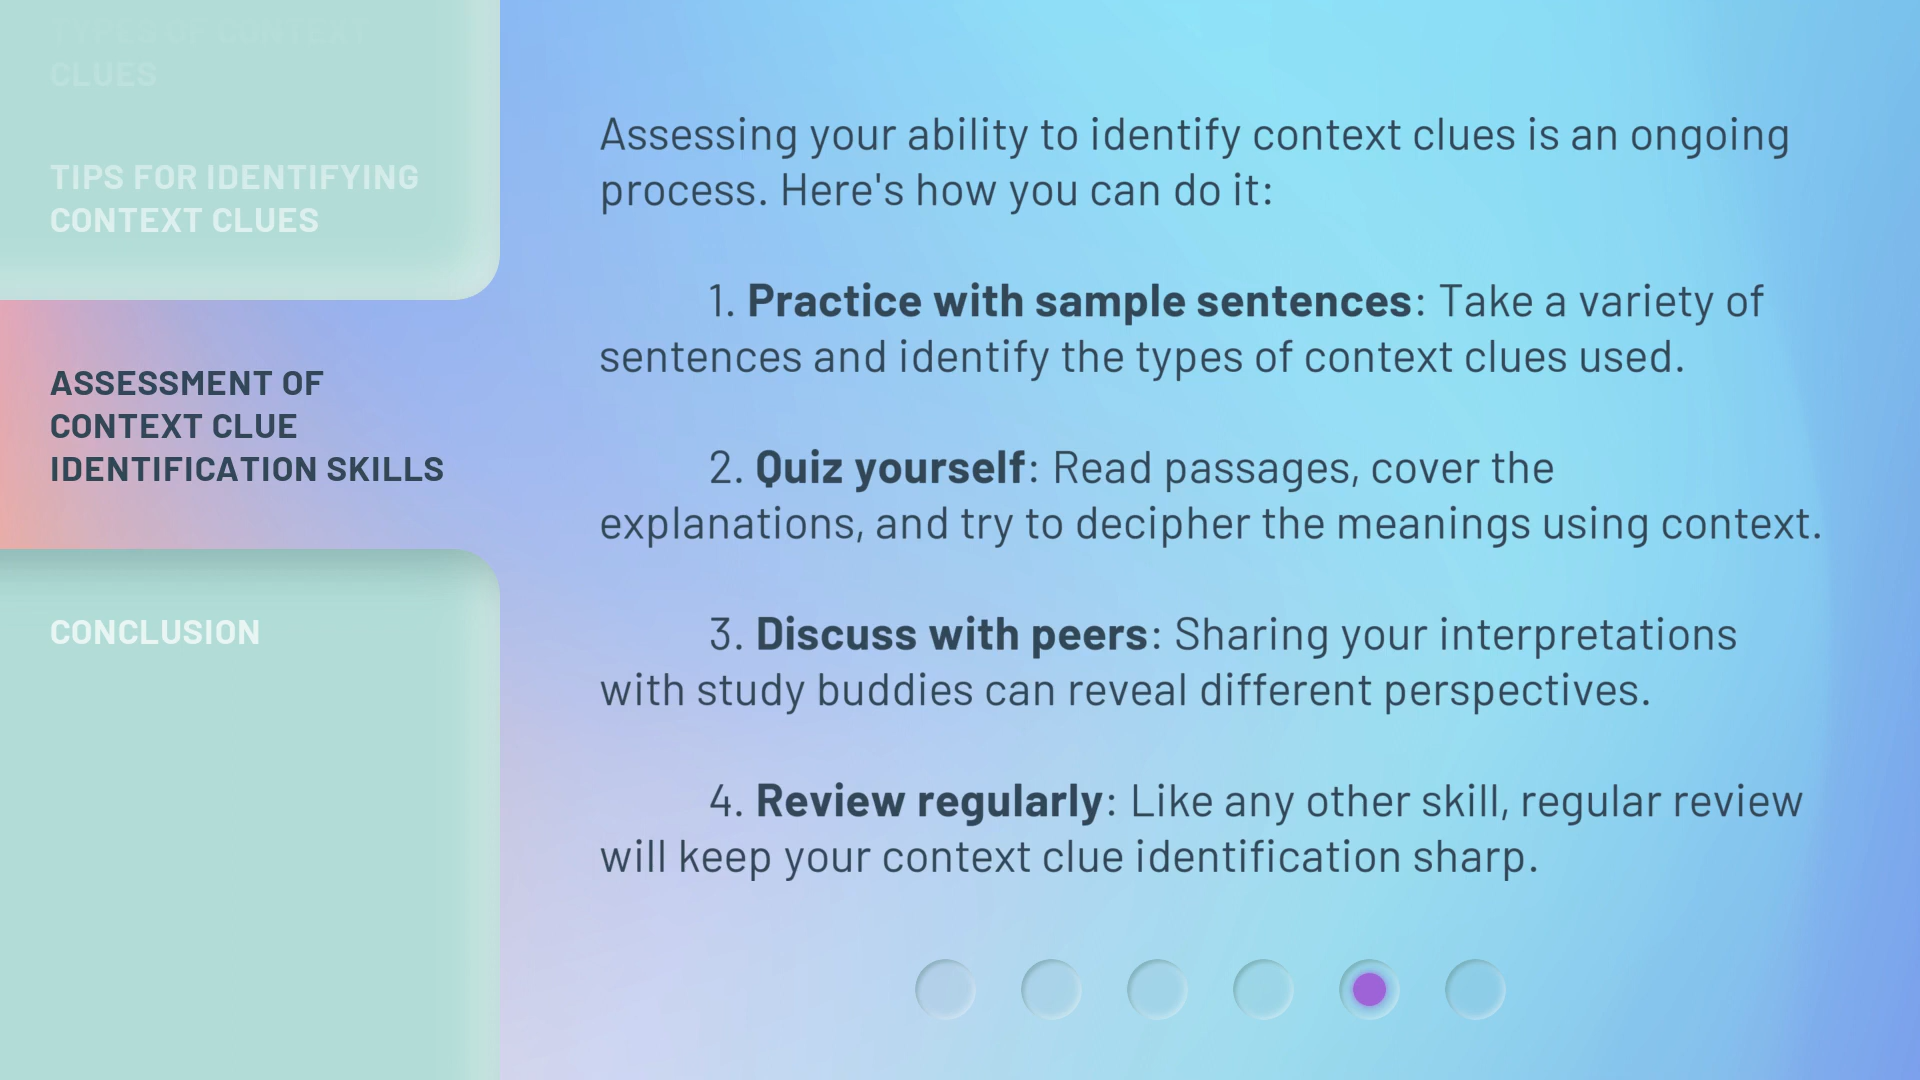 TYPES OF CONTEXT
CLUES
TIPS FOR IDENTIFYING
CONTEXT CLUES
ASSESSMENT OF
CONTEXT CLUE
IDENTIFICATION SKILLS
CONCLUSION
Assessing your ability to identify context clues is an ongoing
process. Here's how you can do it:
1. Practice with sample sentences: Take a variety of
sentences and identify the types of context clues used.
2. Quiz yourself: Read passages, cover the
explanations, and try to decipher the meanings using context.
3. Discuss with peers: Sharing your interpretations
with study buddies can reveal different perspectives.
4. Review regularly: Like any other skill, regular review
will keep your context clue identification sharp.